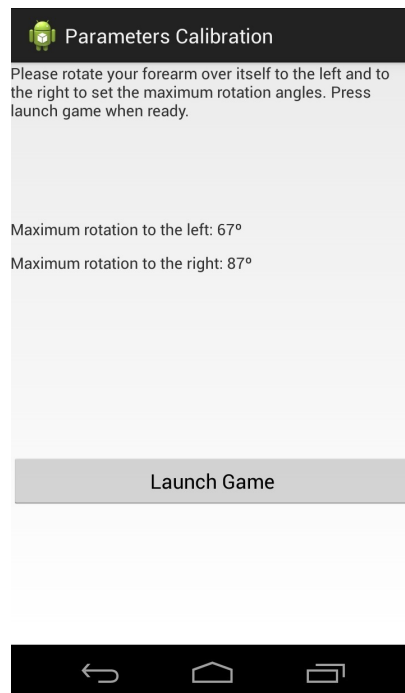 Parameters Calibration
Please rotate your forearm over itself to the left and to
the right to set the maximum rotation angles. Press
launch game when ready.
Maximum rotation to the left: 67º
Maximum rotation to the right: 87º
Launch Game